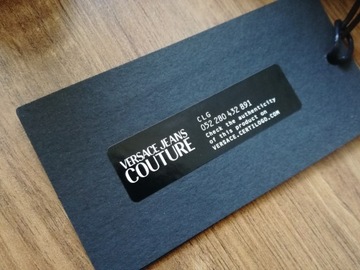 VERSACE JEANS
COUTURE
CLG
052 280 432 891
Check the authenticity
of this product on
VERSACE.CERTILOGO.COM